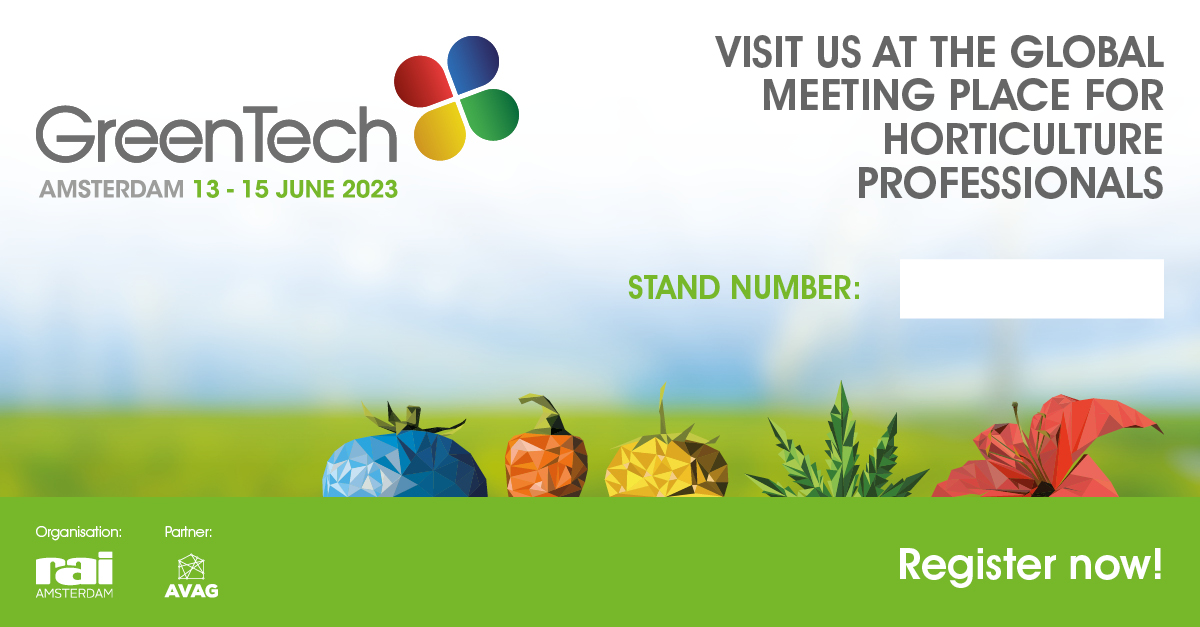 GreenTech
AMSTERDAM 13 - 15 JUNE 2023
VISIT US AT THE GLOBAL
MEETING PLACE FOR
HORTICULTURE
PROFESSIONALS
STAND NUMBER:
Organisation:
rai
AMSTERDAM
Partner:
AVAG
Register now!